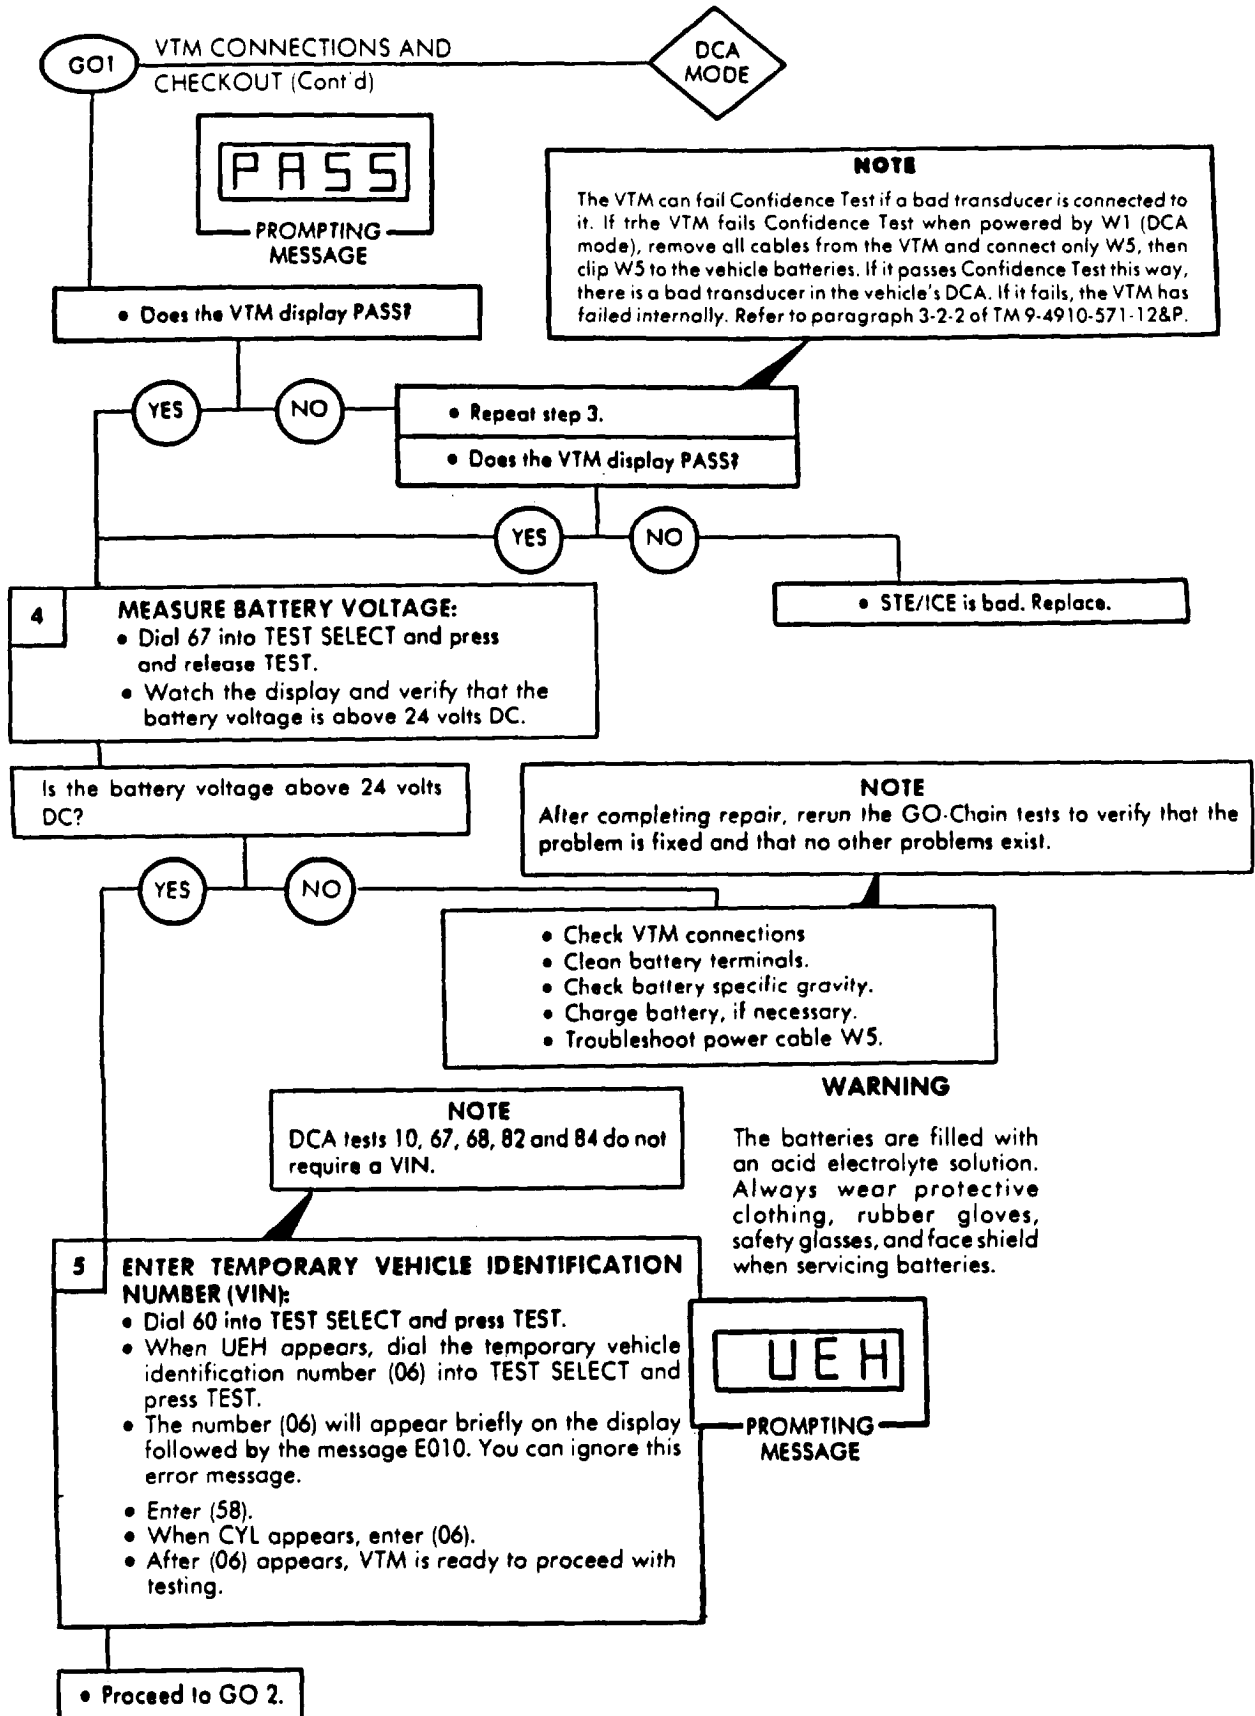 GO1
VTM CONNECTIONS AND
CHECKOUT (Cont'd)
DCA
MODE
PASS
PROMPTING
MESSAGE
NOTE
The VTM can fail Confidence Test if a bad transducer is connected to
it. If trhe VTM fails Confidence Test when powered by W1 (DCA
mode), remove all cables from the VTM and connect only W5, then
clip W5 to the vehicle batteries. If it passes Confidence Test this way,
there is a bad transducer in the vehicle's DCA. If it fails, the VTM has
failed internally. Refer to paragraph 3-2-2 of TM 9-4910-571-12&P.
• Does the VTM display PASS?
YES
NO
• Repeat step 3.
• Does the VTM display PASS?
YES
NO
• STE/ICE is bad. Replace.
4
MEASURE BATTERY VOLTAGE:
• Dial 67 into TEST SELECT and press
and release TEST.
• Watch the display and verify that the
battery voltage is above 24 volts DC.
Is the battery voltage above 24 volts
DC?
NOTE
After completing repair, rerun the GO-Chain tests to verify that the
problem is fixed and that no other problems exist.
YES
NO
• Check VTM connections
• Clean battery terminals.
• Check battery specific gravity.
• Charge battery, if necessary.
• Troubleshoot power cable W5.
WARNING
The batteries are filled with
an acid electrolyte solution.
Always wear protective
clothing, rubber gloves,
safety glasses, and face shield
when servicing batteries.
NOTE
DCA tests 10, 67, 68, 82 and 84 do not
require a VIN.
5
ENTER TEMPORARY VEHICLE IDENTIFICATION
NUMBER (VIN):
• Dial 60 into TEST SELECT and press TEST.
• When UEH appears, dial the temporary vehicle
identification number (06) into TEST SELECT and
press TEST.
• The number (06) will appear briefly on the display
followed by the message E010. You can ignore this
error message.
• Enter (58).
• When CYL appears, enter (06).
• After (06) appears, VTM is ready to proceed with
testing.
UEH
PROMPTING
MESSAGE
• Proceed to GO 2.